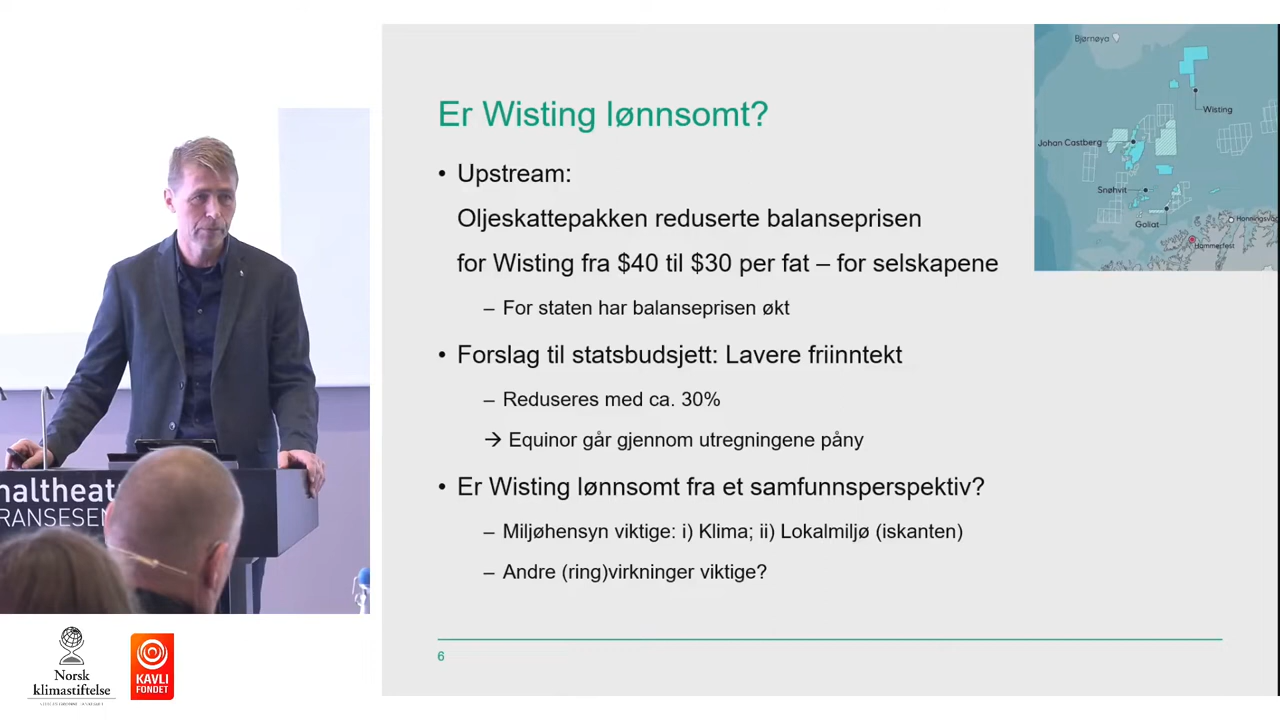 Er Wisting lønnsomt?
• Upstream:
Oljeskattepakken reduserte balanseprisen
for Wisting fra $40 til $30 per fat – for selskapene
– For staten har balanseprisen økt
• Forslag til statsbudsjett: Lavere friinntekt
– Reduseres med ca. 30%
→ Equinor går gjennom utregningene påny
• Er Wisting lønnsomt fra et samfunnsperspektiv?
– Miljøhensyn viktige: i) Klima; ii) Lokalmiljø (iskanten)
– Andre (ring)virkninger viktige?
6
Bjørnøya
Wisting
Johan Castberg
Snøhvit
Goliat
Honningsvåg
Hammerfest
Norsk
klimastiftelse
KAVLI
FONDET